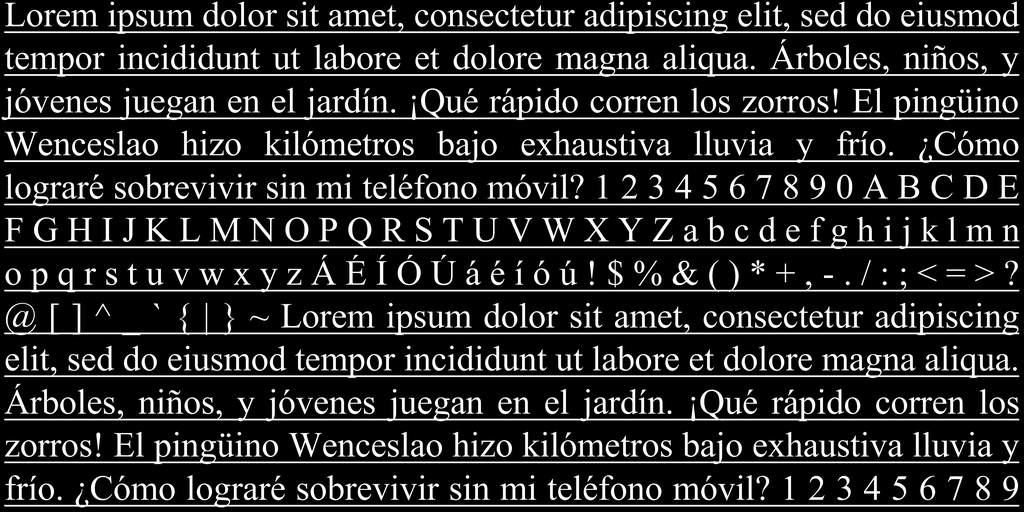 Lorem ipsum dolor sit amet, consectetur adipiscing elit, sed do eiusmod
tempor incididunt ut labore et dolore magna aliqua. Árboles, niños, y
jóvenes juegan en el jardín. ¡Qué rápido corren los zorros! El pingüino
Wenceslao hizo kilómetros bajo exhaustiva lluvia y frío. ¿Cómo
lograré sobrevivir sin mi teléfono móvil? 1 2 3 4 5 6 7 8 9 0 A B C D E
F G H I J K L M N O P Q R S T U V W X Y Z a b c d e f g h i j k l m n
o p q r s t u v w x y z Á É Í Ó Ú á é í ó ú ! $ % & ( ) * + , - . / : ; < = > ?
@ [ ] ^ _ ` { | } ~ Lorem ipsum dolor sit amet, consectetur adipiscing
elit, sed do eiusmod tempor incididunt ut labore et dolore magna aliqua.
Árboles, niños, y jóvenes juegan en el jardín. ¡Qué rápido corren los
zorros! El pingüino Wenceslao hizo kilómetros bajo exhaustiva lluvia y
frío. ¿Cómo lograré sobrevivir sin mi teléfono móvil? 1 2 3 4 5 6 7 8 9